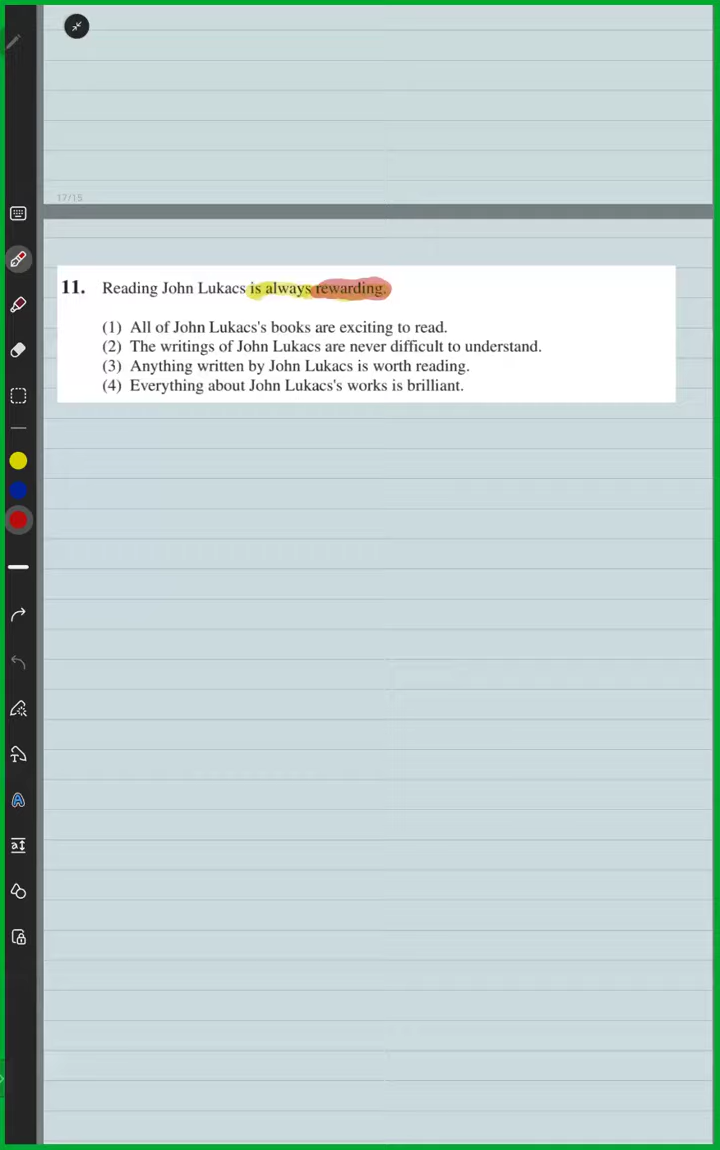 17/15
11. Reading John Lukacs is always rewarding.
(1) All of John Lukacs's books are exciting to read.
(2) The writings of John Lukacs are never difficult to understand.
(3) Anything written by John Lukacs is worth reading.
(4) Everything about John Lukacs's works is brilliant.